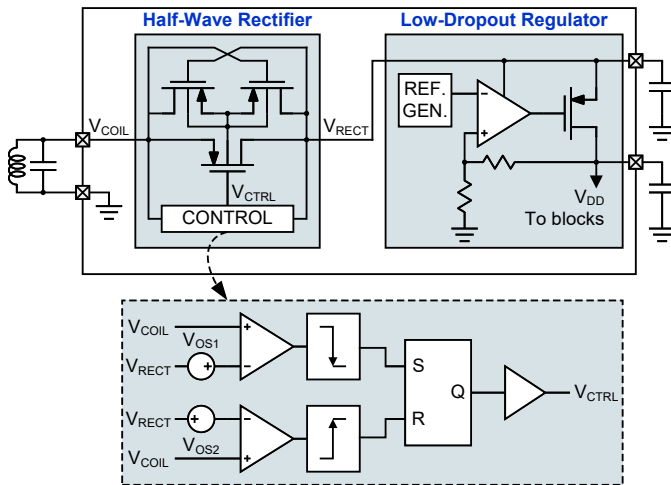 Half-Wave Rectifier
Low-Dropout Regulator
VCOIL
VRECT
REF.
GEN.
−
+
VCTRL
CONTROL
VDD
To blocks
VCOIL
VOS1
VRECT
+
+
−
S
Q
R
VCTRL
VRECT
VOS2
VCOIL
+
−
+